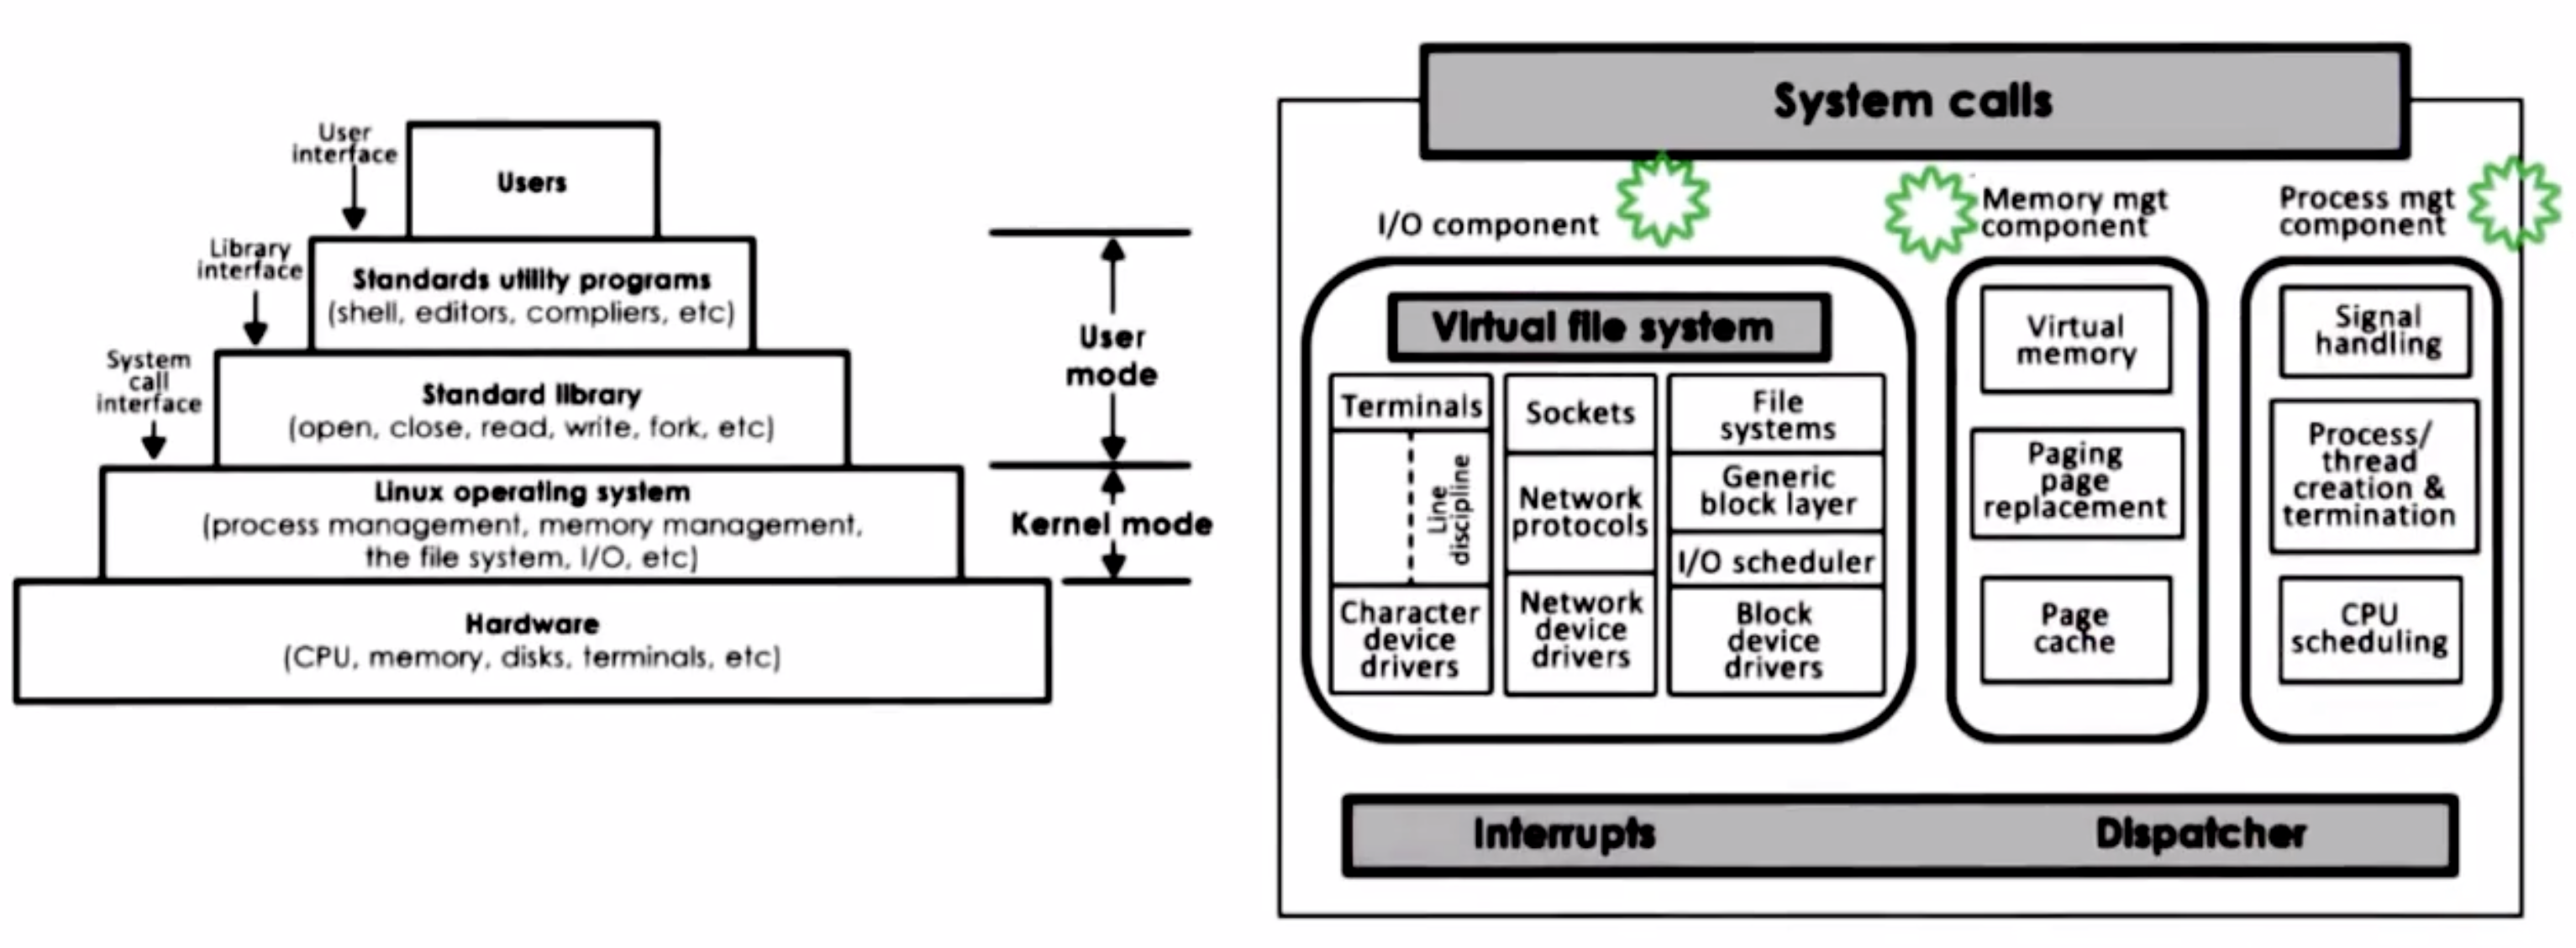 User
interface
Users
Library
interface
Standards utility programs
(shell, editors, compliers, etc)
System
call
interface
Standard library
(open, close, read, write, fork, etc)
Linux operating system
(process management, memory management,
the file system, I/O, etc)
Hardware
(CPU, memory, disks, terminals, etc)
User
mode
Kernel mode
System calls
I/O component
Memory mgt
component
Process mgt
component
Virtual file system
Terminals
Line
discipline
Character
device
drivers
Sockets
Network
protocols
Network
device
drivers
File
systems
Generic
block layer
I/O scheduler
Block
device
drivers
Virtual
memory
Paging
page
replacement
Page
cache
Signal
handling
Process/
thread
creation &
termination
CPU
scheduling
Interrupts
Dispatcher